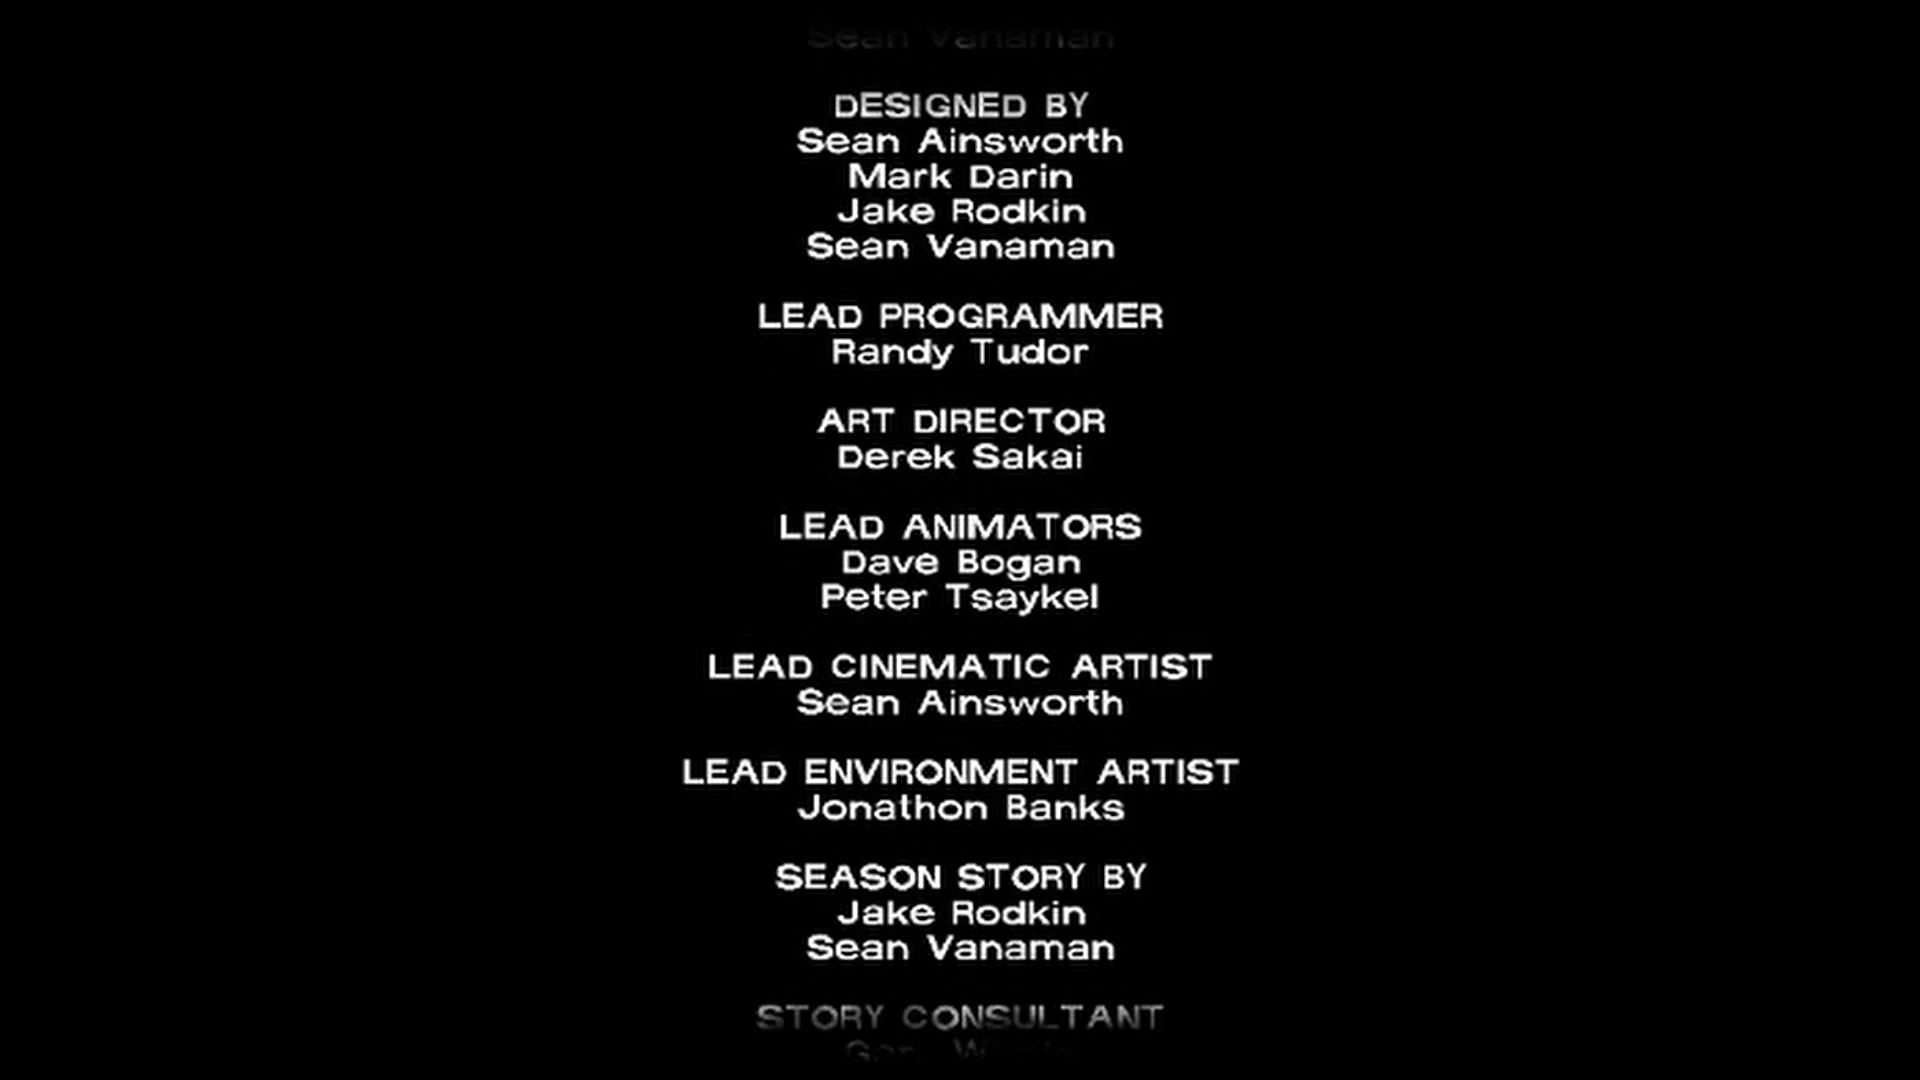 Sean Vanaman
DESIGNED BY
Sean Ainsworth
Mark Darin
Jake Rodkin
Sean Vanaman
LEAD PROGRAMMER
Randy Tudor
ART DIRECTOR
Derek Sakai
LEAD ANIMATORS
Dave Bogan
Peter Tsaykel
LEAD CINEMATIC ARTIST
Sean Ainsworth
LEAD ENVIRONMENT ARTIST
Jonathon Banks
SEASON STORY BY
Jake Rodkin
Sean Vanaman
STORY CONSULTANT